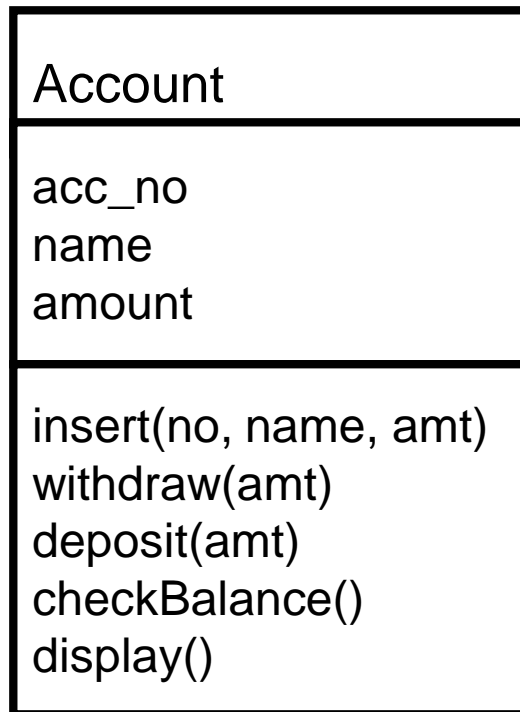 Account
acc_no
name
amount
insert(no, name, amt)
withdraw(amt)
deposit(amt)
checkBalance()
display()